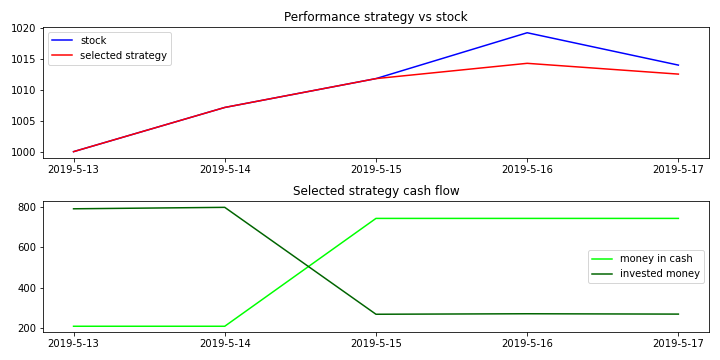 Performance strategy vs stock
1020
1015
1010
1005
1000
stock
selected strategy
2019-5-13 2019-5-14 2019-5-15 2019-5-16 2019-5-17
Selected strategy cash flow
800
600
400
200
money in cash
invested money
2019-5-13 2019-5-14 2019-5-15 2019-5-16 2019-5-17